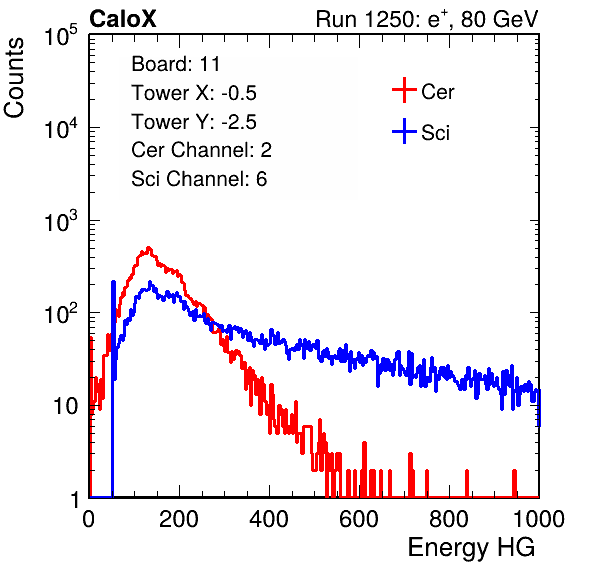 CaloX Run 1250: e⁺, 80 GeV
Board: 11
Tower X: -0.5
Tower Y: -2.5
Cer Channel: 2
Sci Channel: 6
Cer
Sci
Counts
10⁵
10⁴
10³
10²
10
1
0 200 400 600 800 1000
Energy HG